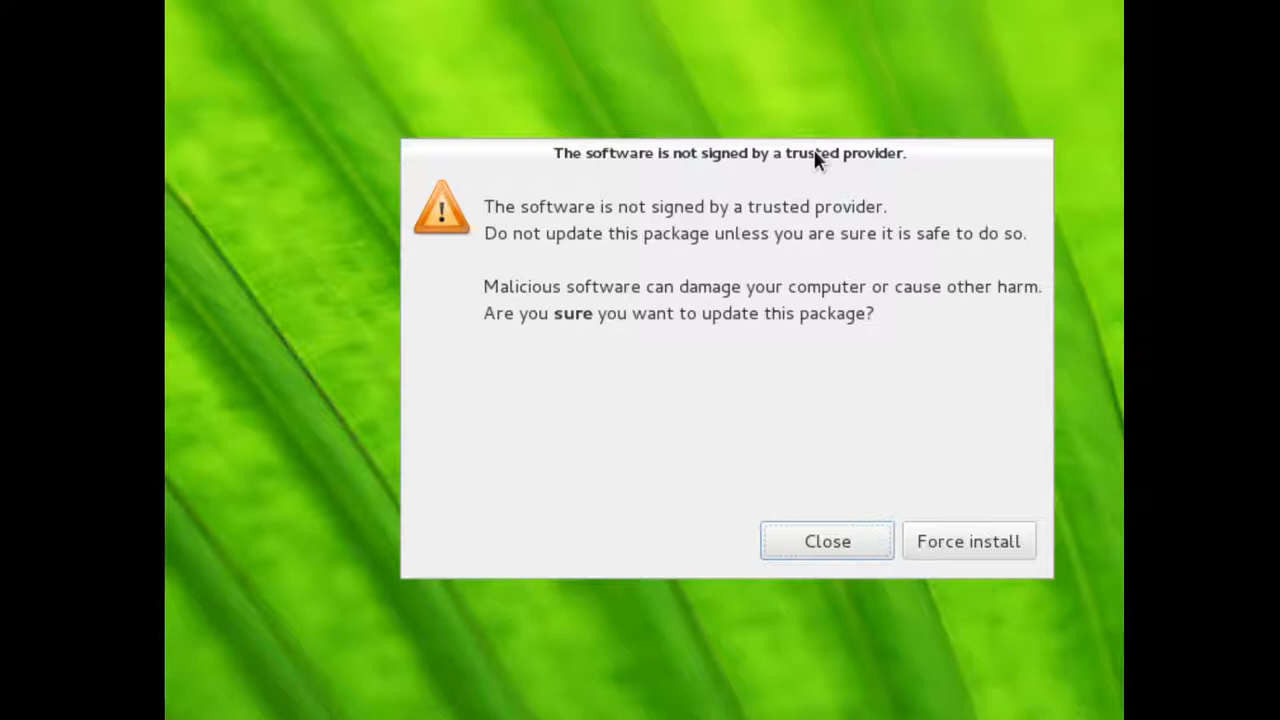 The software is not signed by a trusted provider.
The software is not signed by a trusted provider.
Do not update this package unless you are sure it is safe to do so.
Malicious software can damage your computer or cause other harm.
Are you sure you want to update this package?
Close
Force install